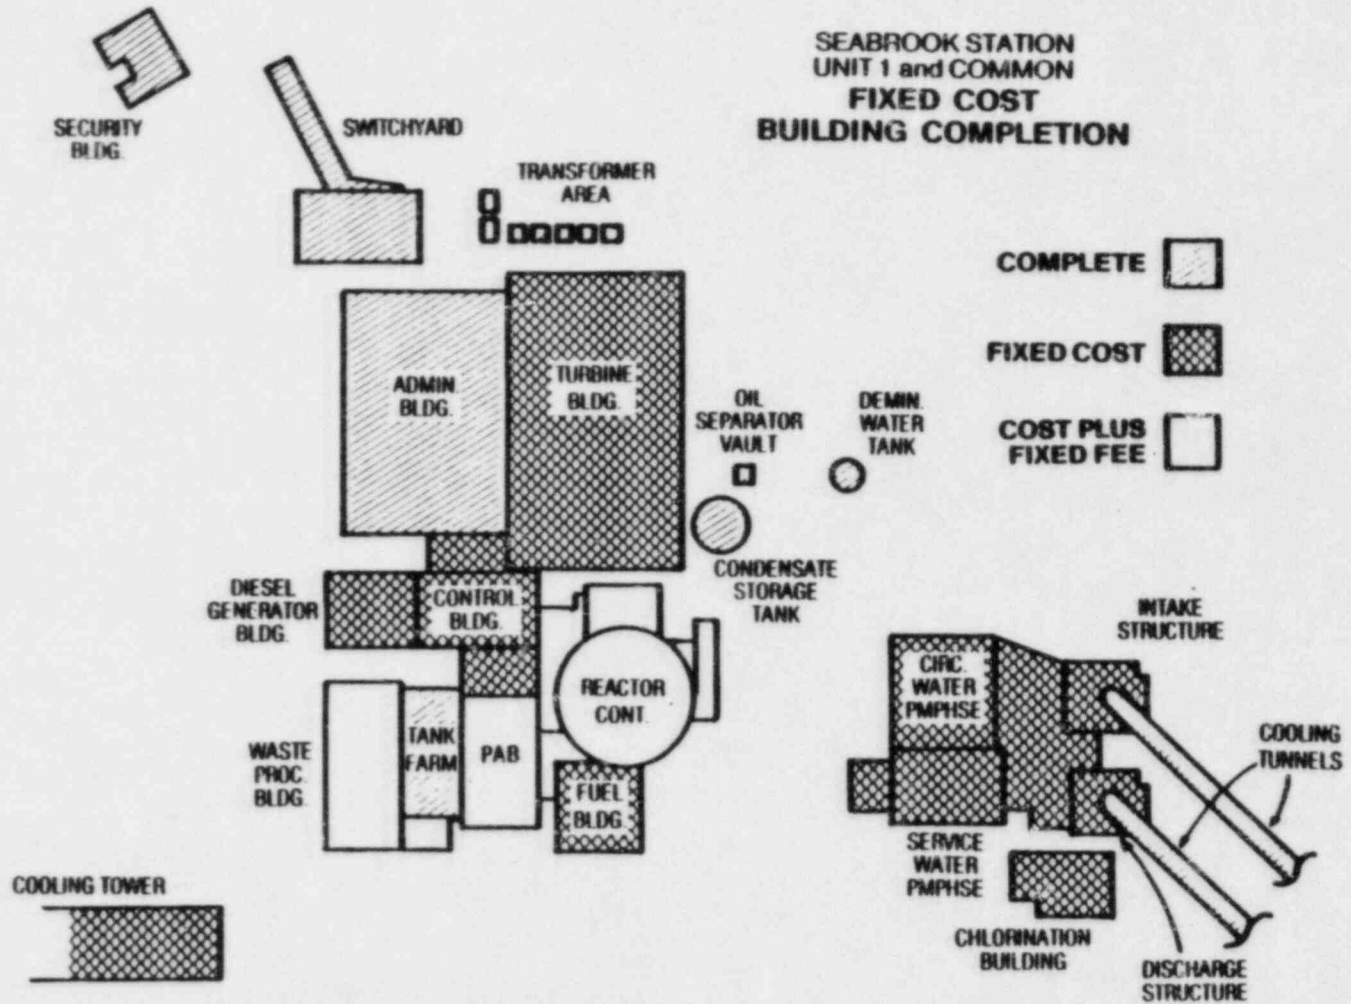 SEABROOK STATION
UNIT 1 and COMMON
FIXED COST
BUILDING COMPLETION
SECURITY
BLDG.
SWITCHYARD
TRANSFORMER
AREA
COMPLETE
FIXED COST
COST PLUS
FIXED FEE
ADMIN
BLDG.
TURBINE
BLDG.
OIL
SEPARATOR
VAULT
DEMIN.
WATER
TANK
CONDENSATE
STORAGE
TANK
DIESEL
GENERATOR
BLDG.
CONTROL
BLDG.
REACTOR
CONT.
WASTE
PROC.
BLDG.
TANK
FARM
PAB
FUEL
BLDG.
INTAKE
STRUCTURE
CIRC.
WATER
PMPHSE
COOLING
TUNNELS
SERVICE
WATER
PMPHSE
CHLORINATION
BUILDING
DISCHARGE
STRUCTURE
COOLING TOWER